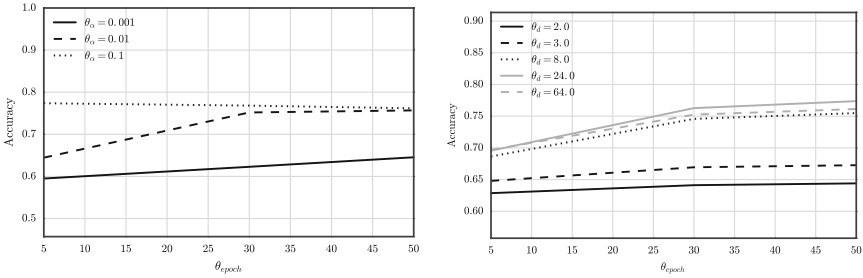 1.0
0.9
0.8
0.7
0.6
0.5
Accuracy
θα = 0.001
θα = 0.01
θα = 0.1
5 10 15 20 25 30 35 40 45 50
θepoch
0.90
0.85
0.80
0.75
0.70
0.65
0.60
Accuracy
θd = 2.0
θd = 3.0
θd = 8.0
θd = 24.0
θd = 64.0
5 10 15 20 25 30 35 40 45 50
θepoch